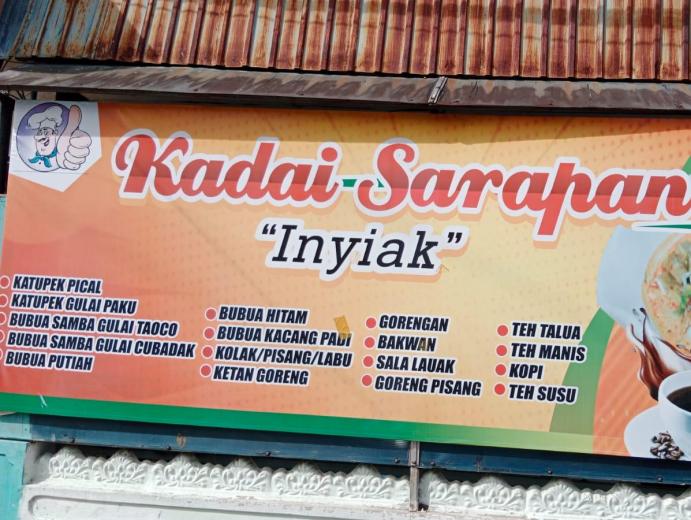 Kadai Sarapan
"Inyiak"
KATUPEK PICAL
KATUPEK GULAI PAKU
BUBUA SAMBA GULAI TAOCO
BUBUA SAMBA GULAI CUBADAK
BUBUA PUTIAH
BUBUA HITAM
BUBUA KACANG PADI
KOLAK/PISANG/LABU
KETAN GORENG
GORENGAN
BAKWAN
SALA LAUAK
GORENG PISANG
TEH TALUA
TEH MANIS
KOPI
TEH SUSU